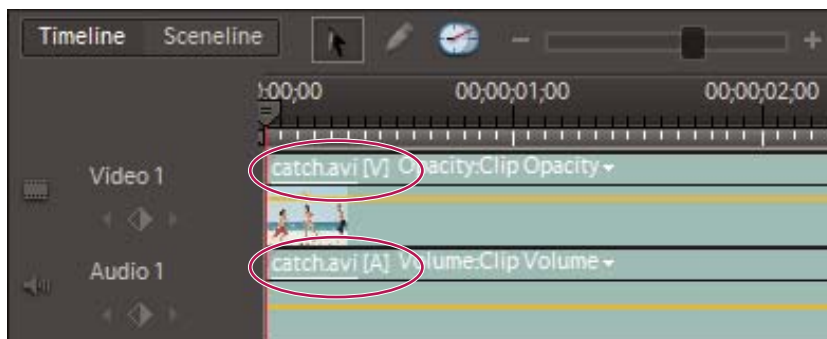 Timeline Sceneline
;00;00 00;00;01;00 00;00;02;00
Video 1
catch.avi [V] Opacity:Clip Opacity
Audio 1
catch.avi [A] Volume:Clip Volume